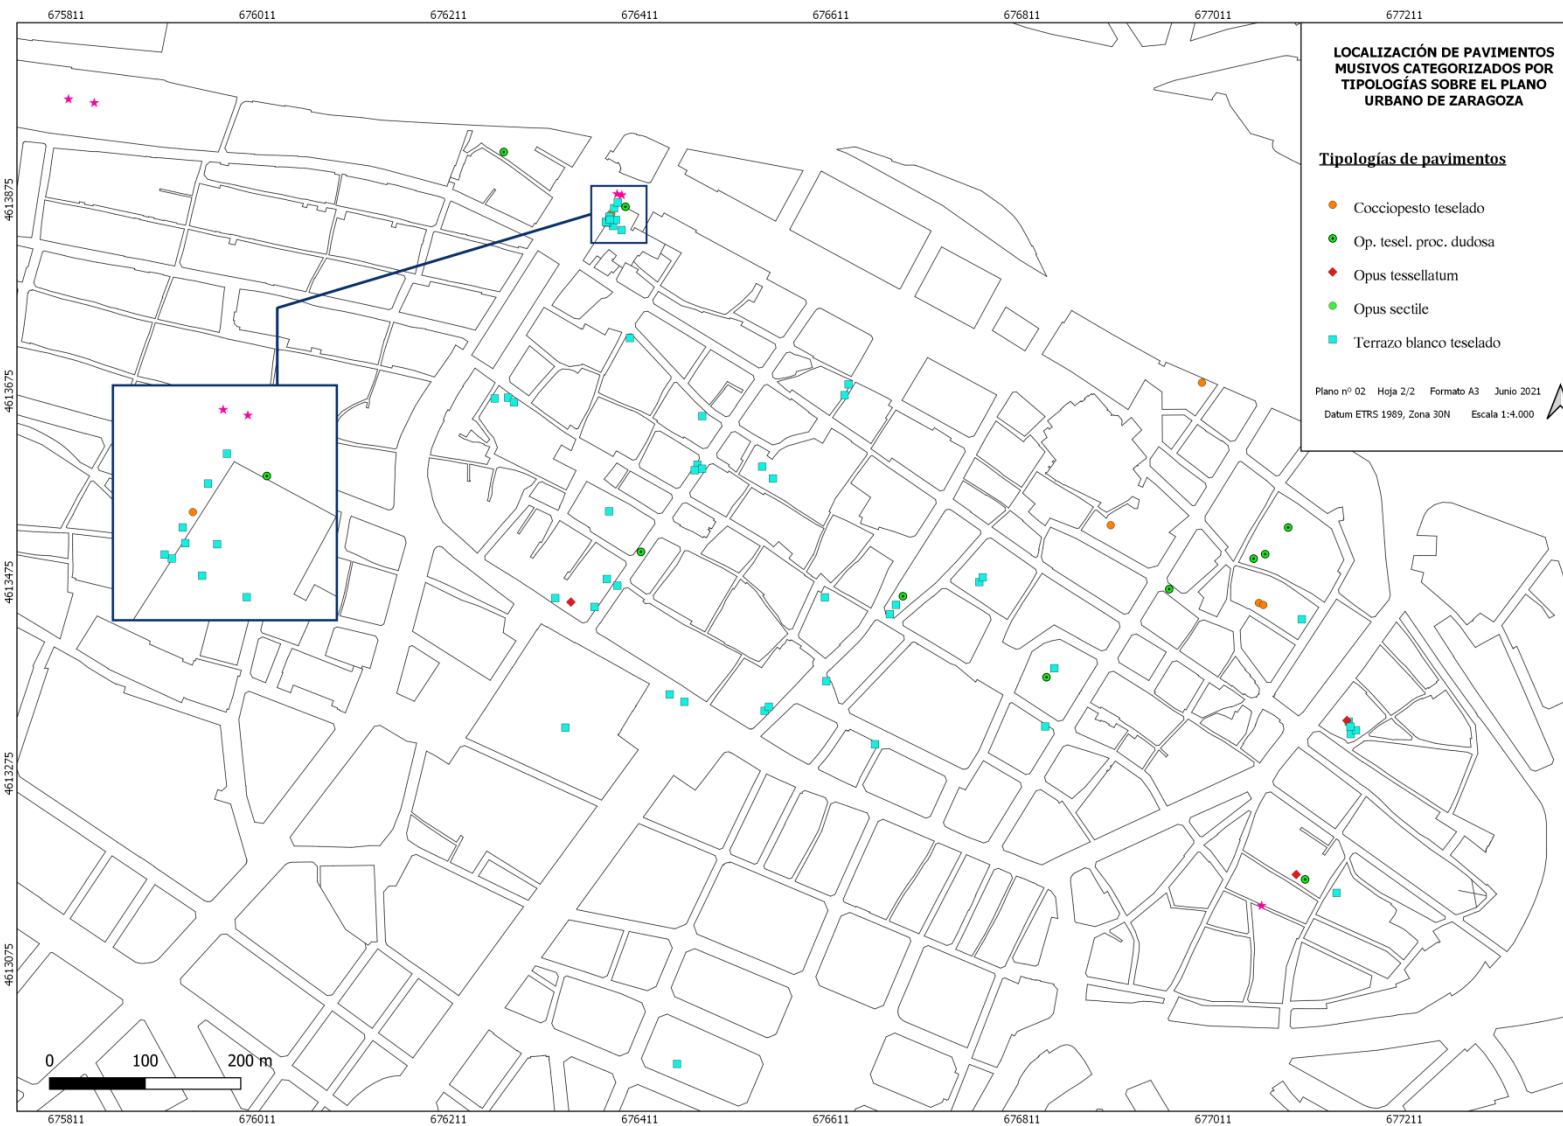 675811 676011 676211 676411 676611 676811 677011 677211
LOCALIZACIÓN DE PAVIMENTOS
MUSIVOS CATEGORIZADOS POR
TIPOLOGÍAS SOBRE EL PLANO
URBANO DE ZARAGOZA
Tipologías de pavimentos
Cocciopesto teselado
Op. tesel. proc. dudosa
Opus tessellatum
Opus sectile
Terrazo blanco teselado
Plano nº 02 Hoja 2/2 Formato A3 Junio 2021
Datum ETRS 1989, Zona 30N Escala 1:4.000
4613875
4613675
4613475
4613275
4613075
0 100 200 m
675811 676011 676211 676411 676611 676811 677011 677211